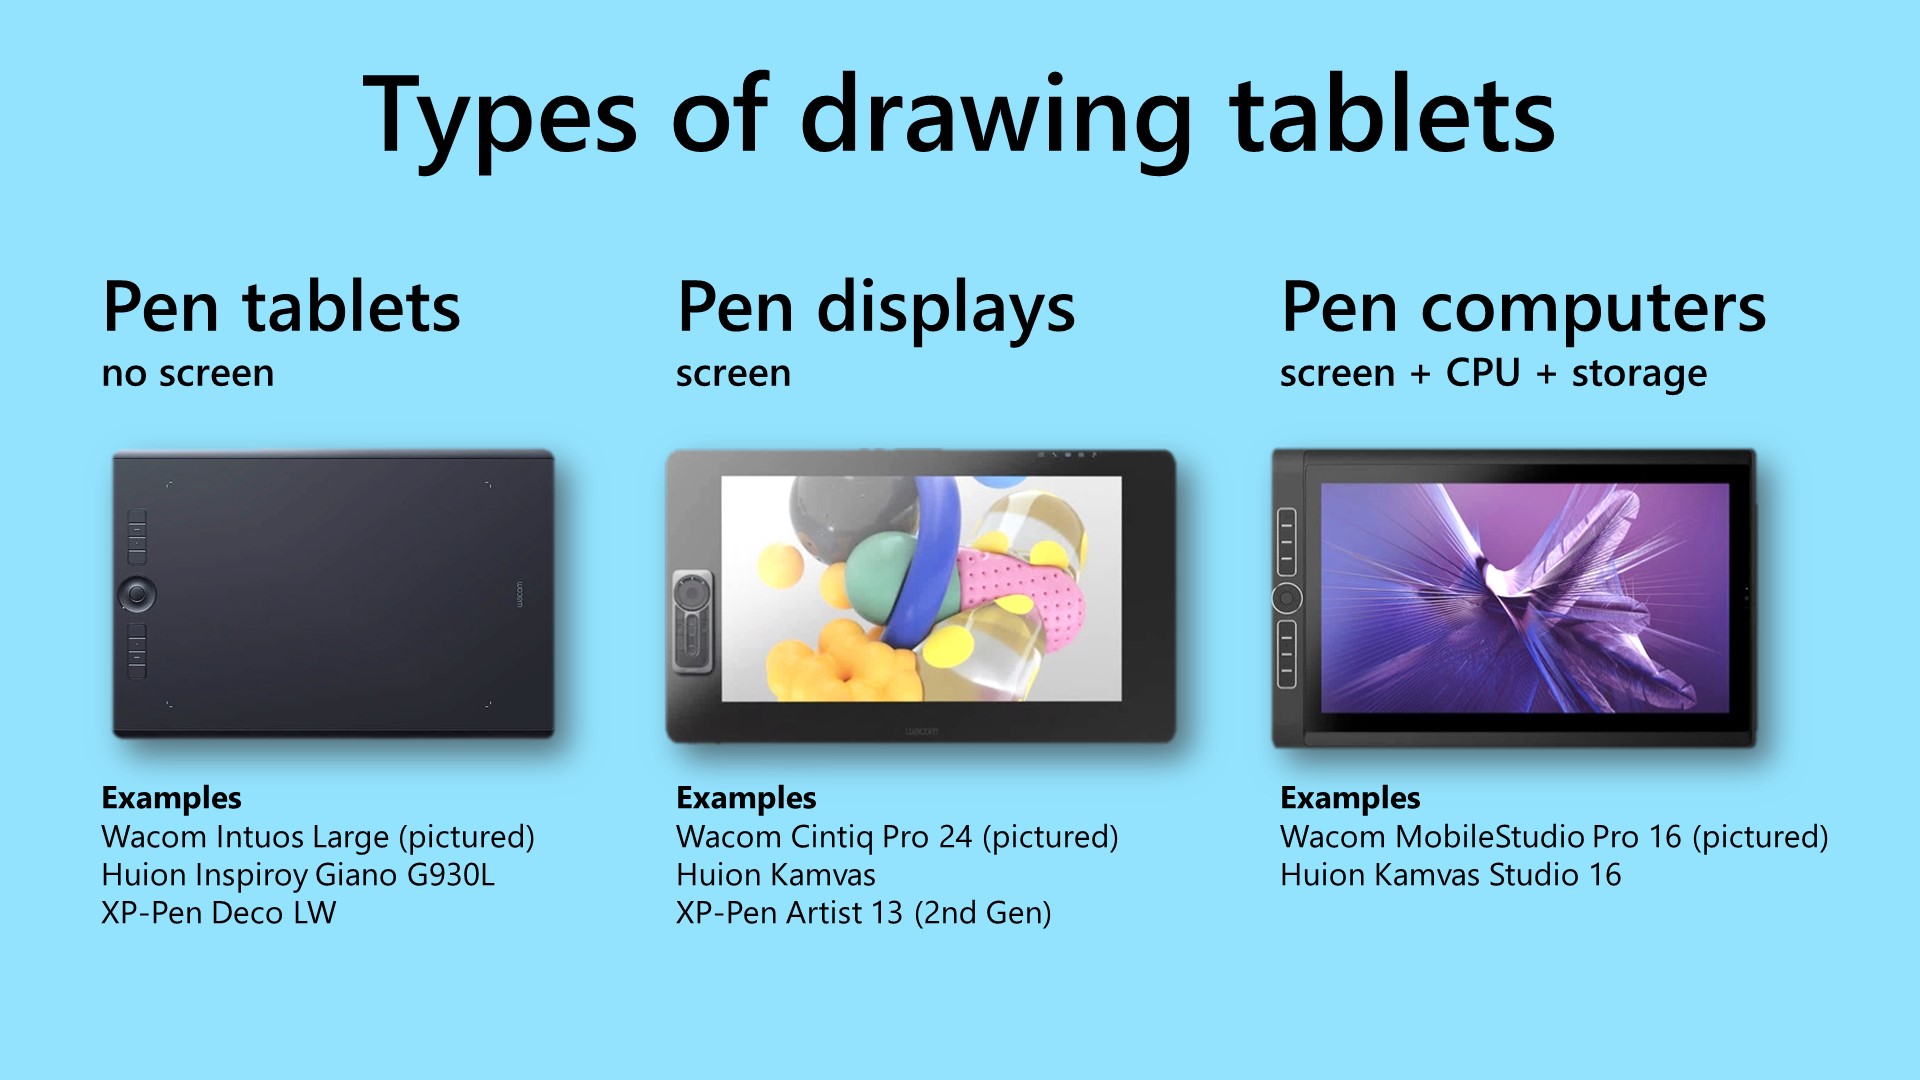 Types of drawing tablets
Pen tablets
no screen
Pen displays
screen
Pen computers
screen + CPU + storage
wacom
wacom
Examples
Wacom Intuos Large (pictured)
Huion Inspiroy Giano G930L
XP-Pen Deco LW
Examples
Wacom Cintiq Pro 24 (pictured)
Huion Kamvas
XP-Pen Artist 13 (2nd Gen)
Examples
Wacom MobileStudio Pro 16 (pictured)
Huion Kamvas Studio 16